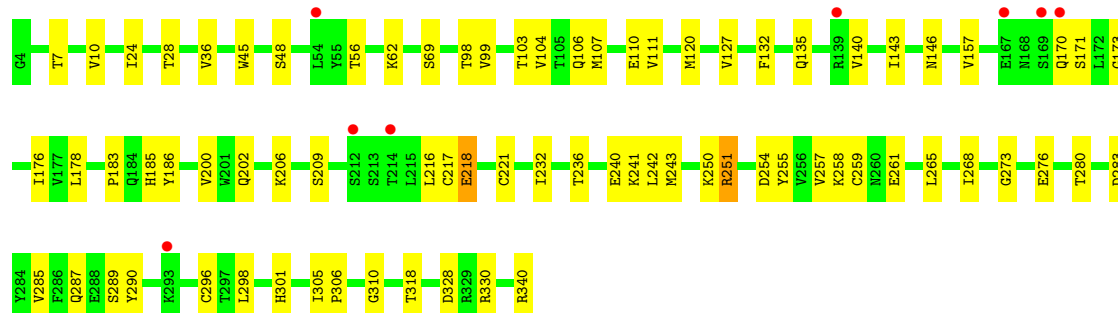 G4 T7 V10 I24 T28 V36 W45 S48 L54 Y55 T56 K62 S69 T98 V99 T103 V104 T105 Q106 M107 E110 V111 M120 V127 F132 Q135 R139 V140 I143 N146 V157 E167 N168 S169 Q170 S171 L172
I176 V177 L178 P183 Q184 H185 Y186 V200 W201 Q202 K206 S209 S212 S213 T214 L215 L216 C217 E218 C221 I232 T236 E240 K241 L242 M243 K250 R251 D254 Y255 V256 V257 K258 C259 N260 E261 L265 I268 G273 E276 T280
Y284 V285 F286 Q287 E288 S289 Y290 K293 C296 T297 L298 H301 I305 P306 G310 T318 D328 R329 R330 R340